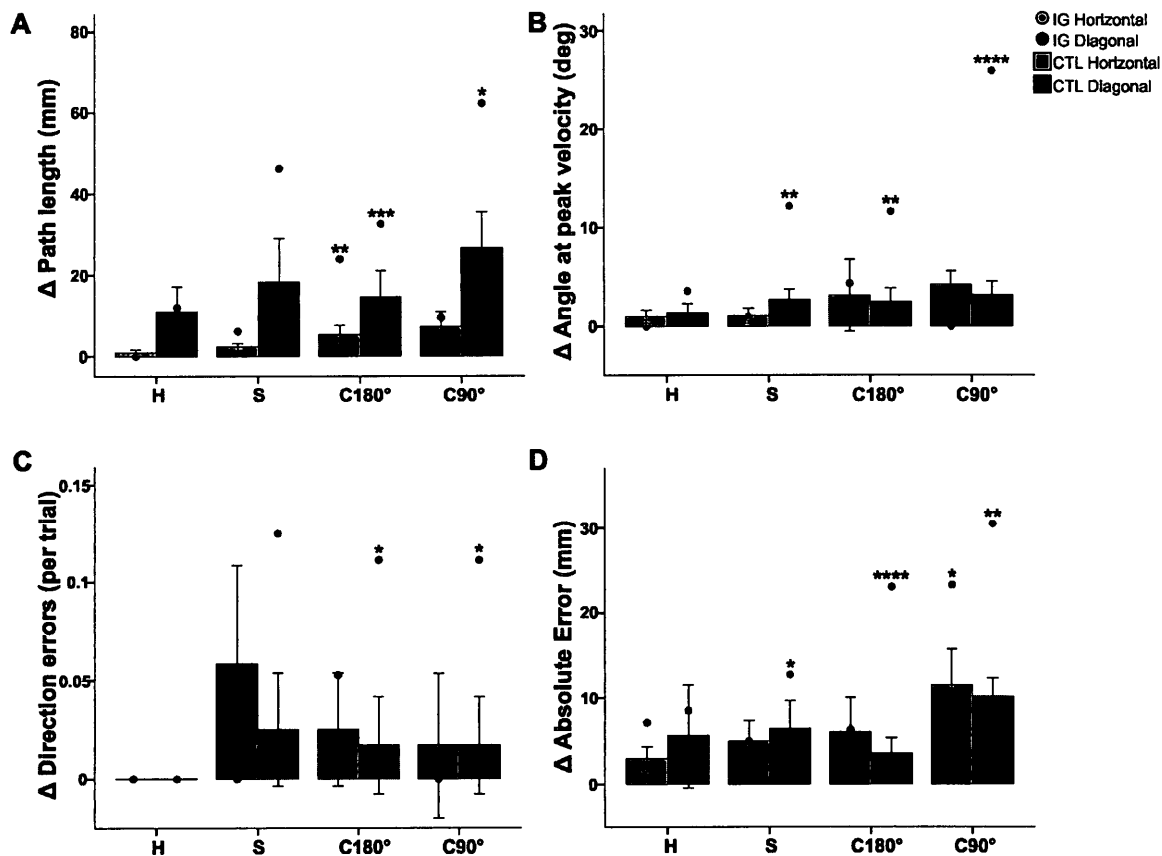 A
Δ Path length (mm)
80
60
40
20
0
*
***
**
H S C180° C90°
B
Δ Angle at peak velocity (deg)
30
20
10
0
****
**
**
H S C180° C90°
IG Horizontal
IG Diagonal
CTL Horizontal
CTL Diagonal
C
Δ Direction errors (per trial)
0.15
0.1
0.05
0
*
*
H S C180° C90°
D
Δ Absolute Error (mm)
30
20
10
0
**
****
*
*
H S C180° C90°